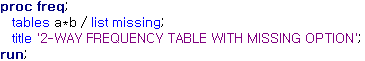 proc freq;
tables a*b / list missing;
title '2-WAY FREQUENCY TABLE WITH MISSING OPTION';
run;